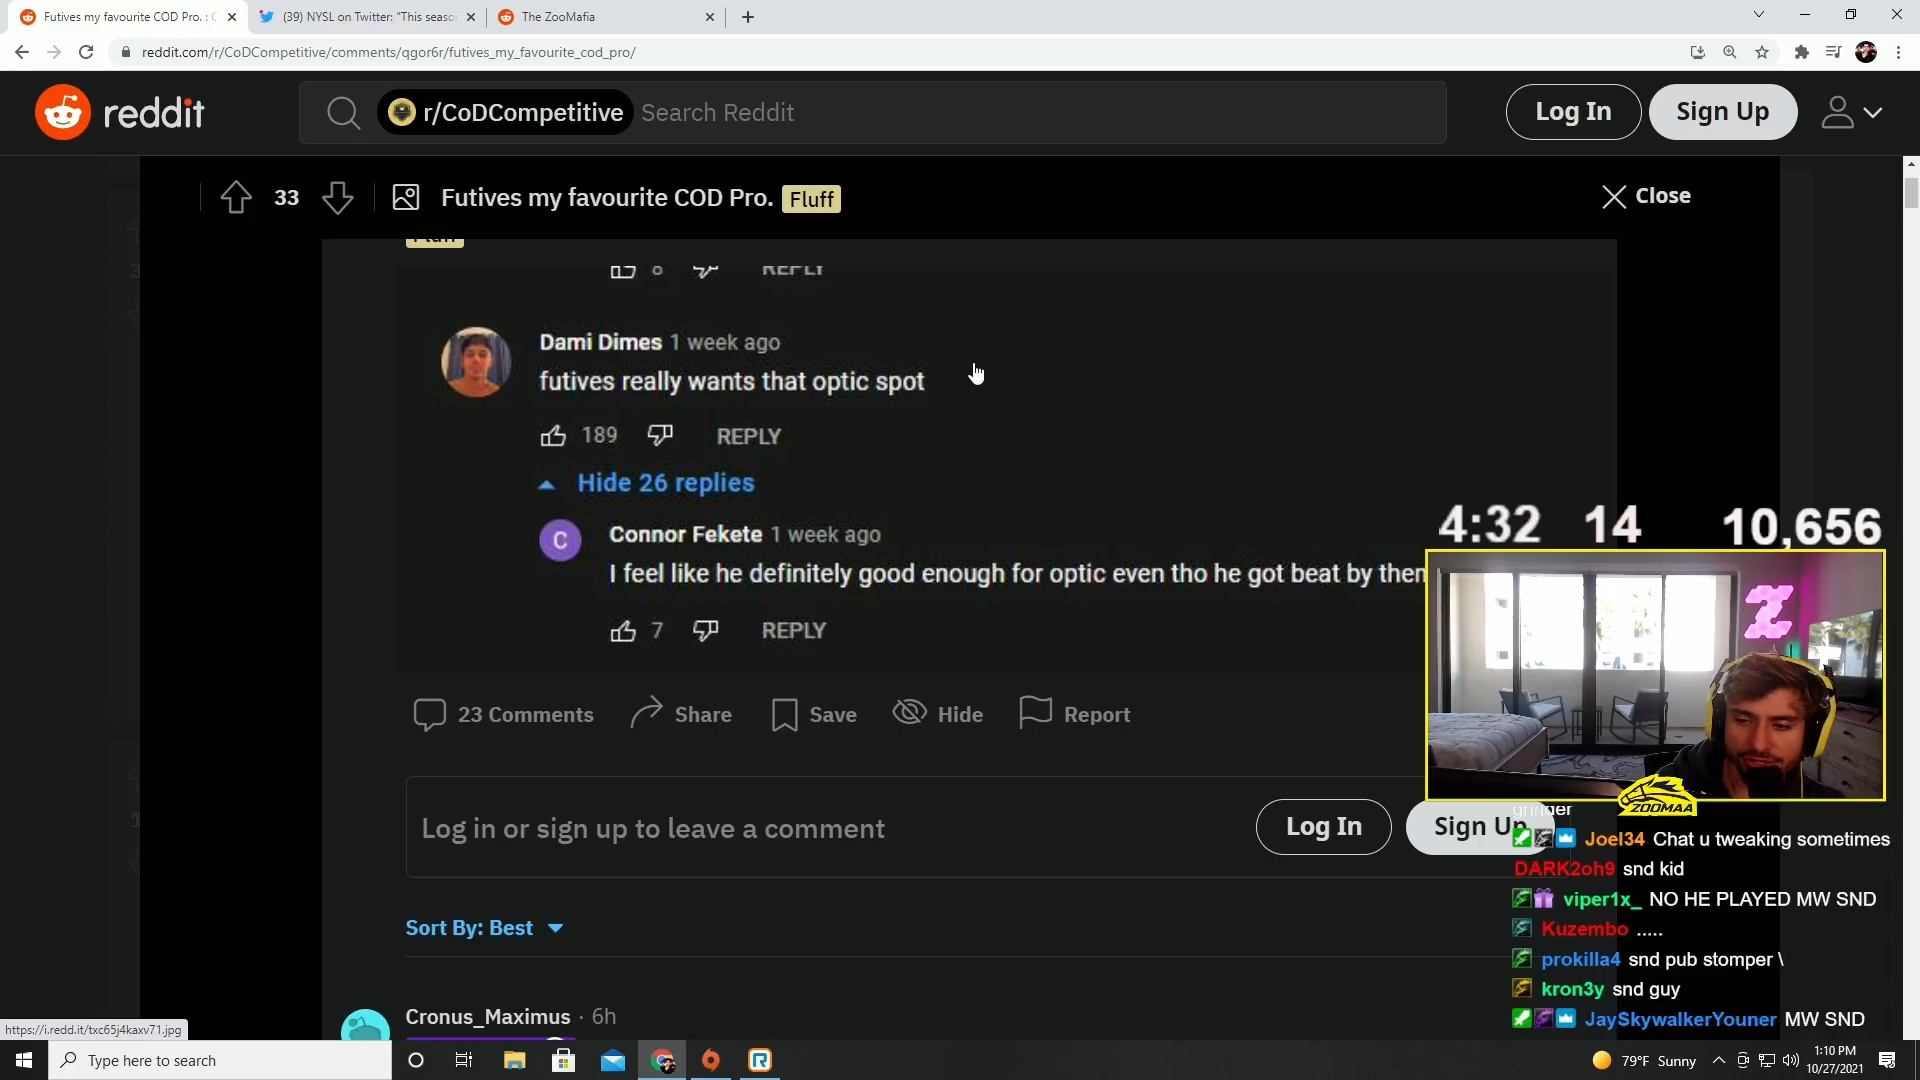 Futives my favourite COD Pro. : C
(39) NYSL on Twitter: "This seaso
The ZooMafia
reddit.com/r/CoDCompetitive/comments/qgor6r/futives_my_favourite_cod_pro/
reddit
r/CoDCompetitive Search Reddit
Log In
Sign Up
33
Futives my favourite COD Pro. Fluff
Close
Fluff
8 REPLY
Dami Dimes 1 week ago
futives really wants that optic spot
189 REPLY
Hide 26 replies
C
Connor Fekete 1 week ago
I feel like he definitely good enough for optic even tho he got beat by them
7 REPLY
4:32 14 10,656
Z
ZOOMAA
23 Comments Share Save Hide Report
Log in or sign up to leave a comment
Log In
Sign Up
Sort By: Best
Cronus_Maximus · 6h
grinder
Joel34 Chat u tweaking sometimes
DARK2oh9 snd kid
viper1x_ NO HE PLAYED MW SND
Kuzembo .....
prokilla4 snd pub stomper \
kron3y snd guy
JaySkywalkerYouner MW SND
https://i.redd.it/txc65j4kaxv71.jpg
Type here to search
79°F Sunny
1:10 PM
10/27/2021